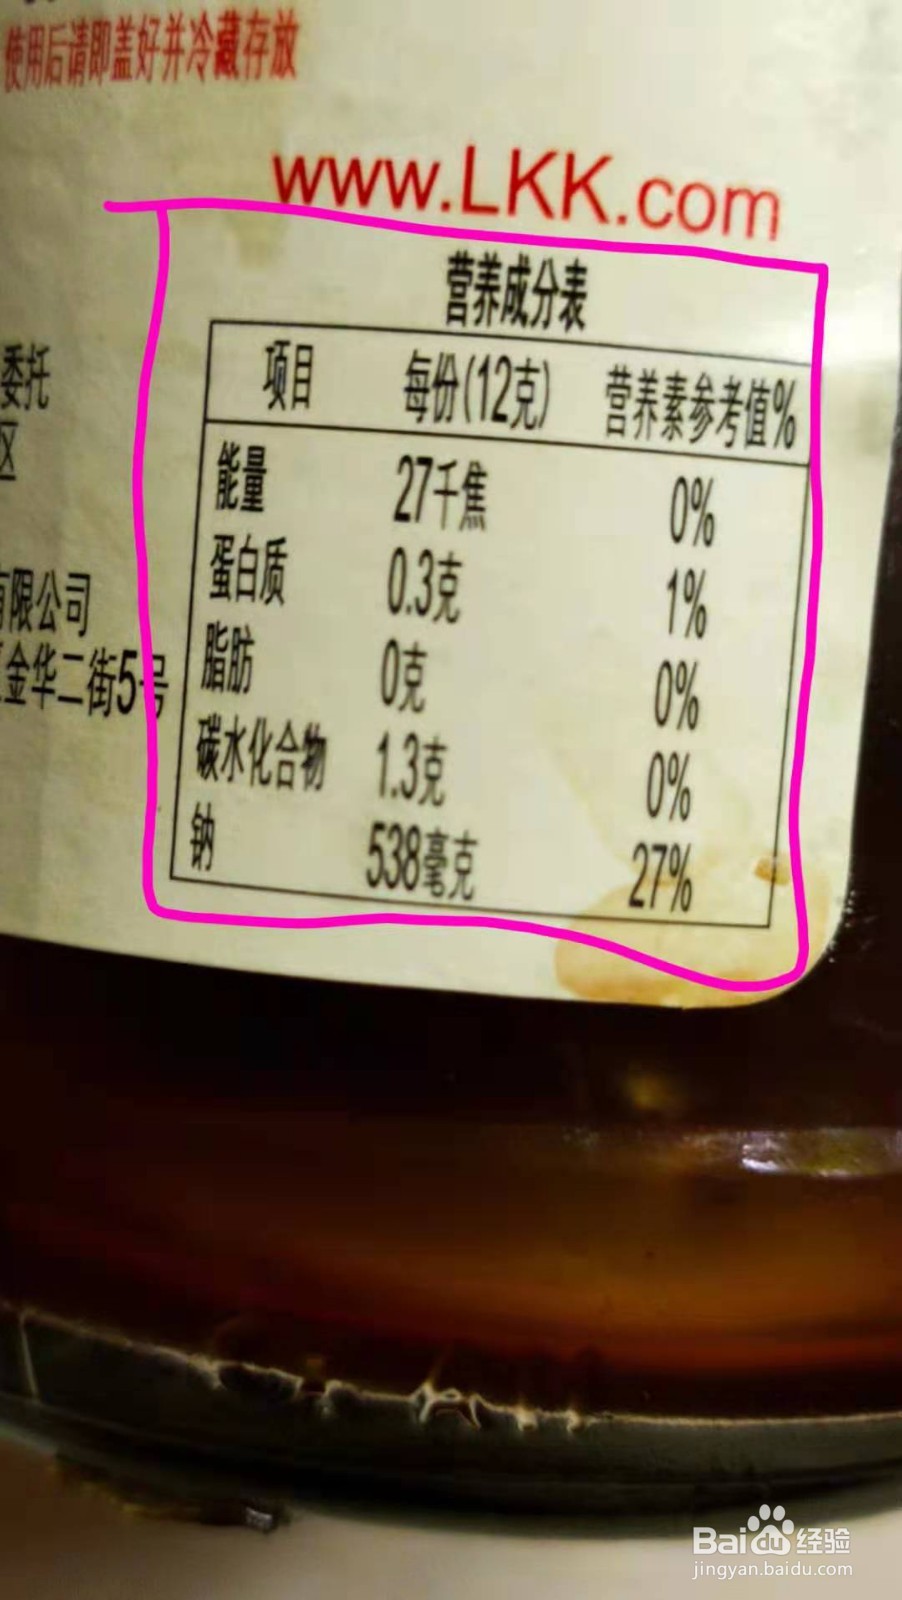 使用后请即盖好并冷藏存放
www.LKK.com
营养成分表
项目 每份(12克) 营养素参考值%
能量 27千焦 0%
蛋白质 0.3克 1%
脂肪 0克 0%
碳水化合物 1.3克 0%
钠 538毫克 27%
委托
区
有限公司
金华二街5号
Baidu经验
jingyan.baidu.com